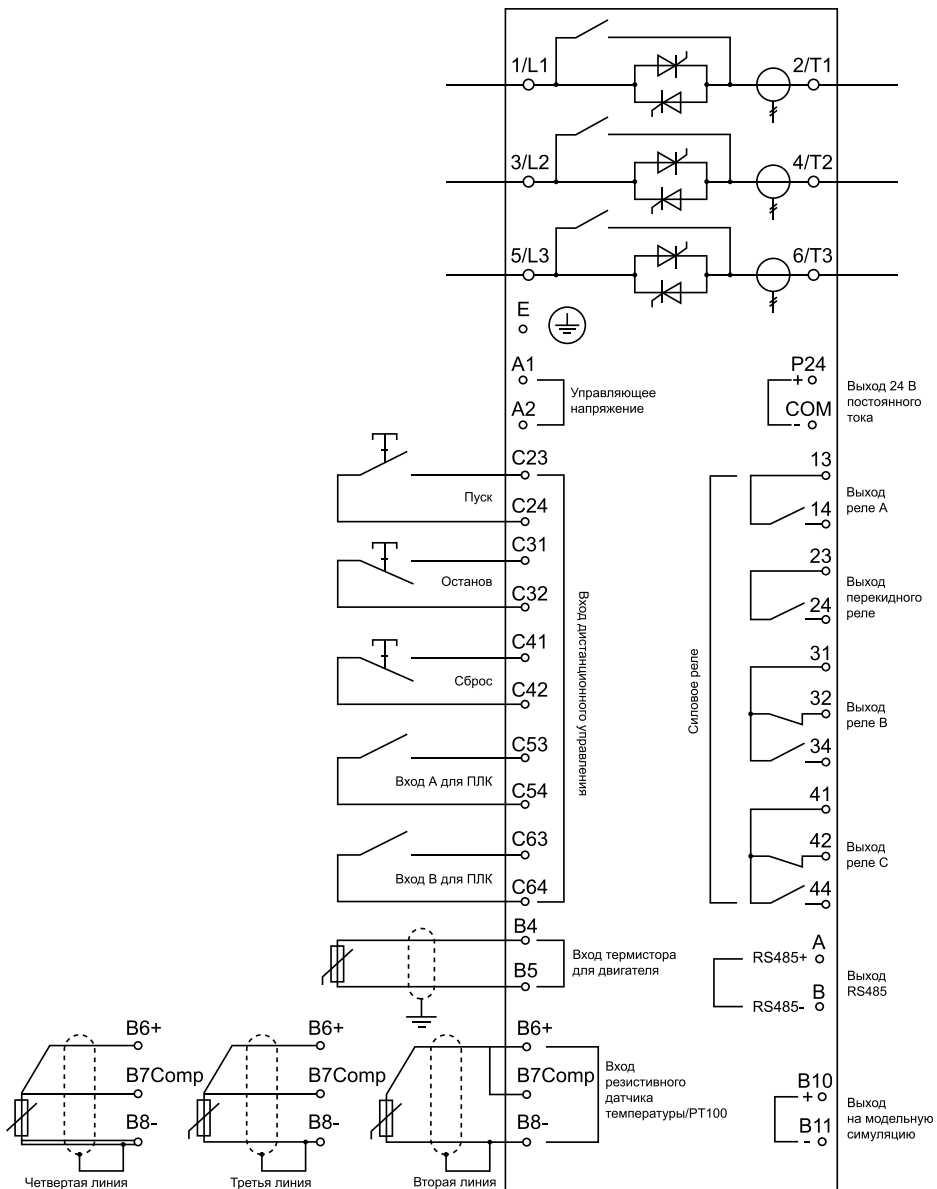 1/L1
2/T1
3/L2
4/T2
5/L3
6/T3
E
A1
A2
Управляющее
напряжение
P24
+
COM
-
Выход 24 В
постоянного
тока
C23
Пуск
C24
C31
Останов
C32
C41
Сброс
C42
C53
Вход А для ПЛК
C54
C63
Вход В для ПЛК
C64
Вход дистанционного управления
Силовое реле
13
14
Выход
реле А
23
24
Выход
перекидного
реле
31
32
34
Выход
реле В
41
42
44
Выход
реле С
B4
B5
Вход термистора
для двигателя
RS485+
A
RS485-
B
Выход
RS485
B6+
B7Comp
B8-
Четвертая линия
B6+
B7Comp
B8-
Третья линия
B6+
B7Comp
B8-
Вторая линия
Вход
резистивного
датчика
температуры/PT100
B10
+
B11
-
Выход
на модельную
симуляцию